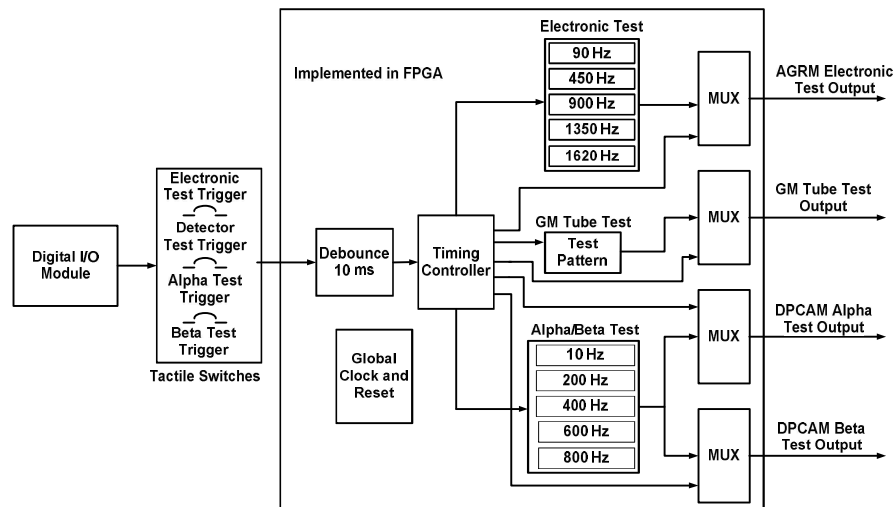 Electronic Test
90 Hz
450 Hz
900 Hz
1350 Hz
1620 Hz
Implemented in FPGA
MUX
AGRM Electronic
Test Output
Electronic
Test Trigger
Detector
Test Trigger
Alpha Test
Trigger
Beta Test
Trigger
Tactile Switches
Digital I/O
Module
Debounce
10 ms
Timing
Controller
GM Tube Test
Test
Pattern
MUX
GM Tube Test
Output
Global
Clock and
Reset
Alpha/Beta Test
10 Hz
200 Hz
400 Hz
600 Hz
800 Hz
MUX
DPCAM Alpha
Test Output
MUX
DPCAM Beta
Test Output